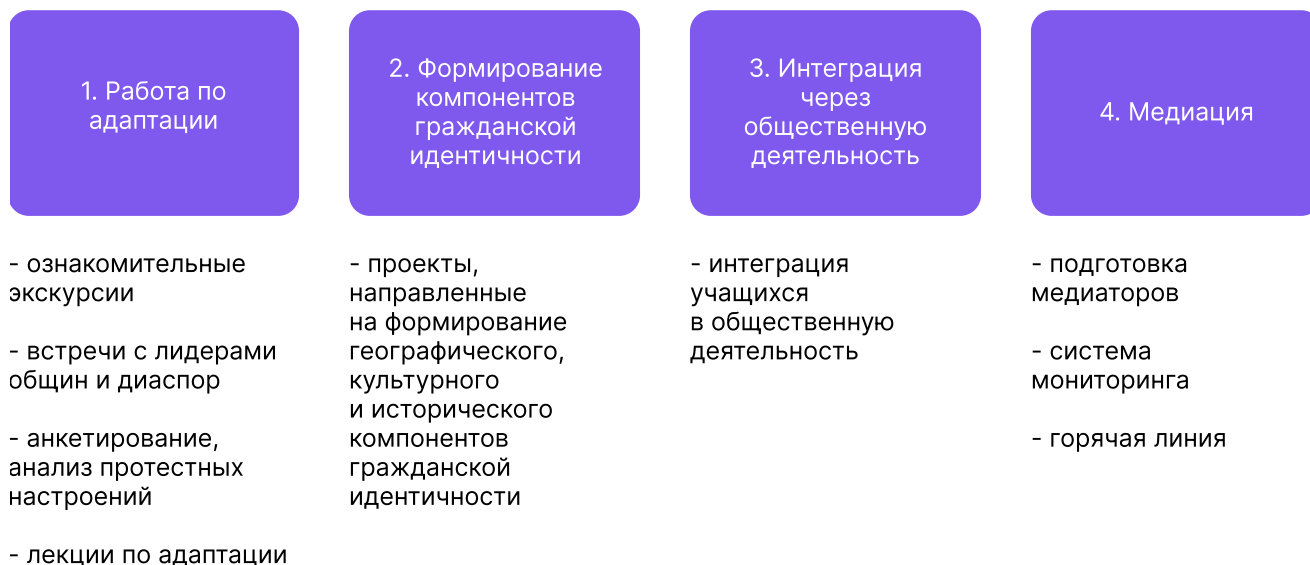 1. Работа по
адаптации
2. Формирование
компонентов
гражданской
идентичности
3. Интеграция
через
общественную
деятельность
4. Медиация
- ознакомительные
экскурсии
- встречи с лидерами
общин и диаспор
- анкетирование,
анализ протестных
настроений
- лекции по адаптации
- проекты,
направленные
на формирование
географического,
культурного
и исторического
компонентов
гражданской
идентичности
- интеграция
учащихся
в общественную
деятельность
- подготовка
медиаторов
- система
мониторинга
- горячая линия